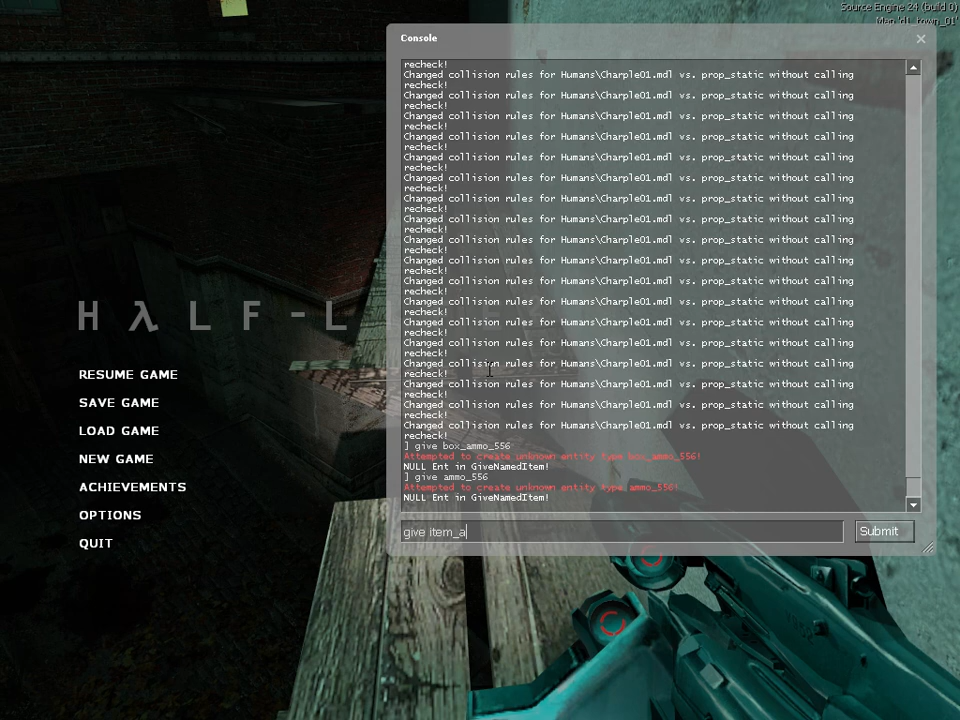 Source Engine 24 (build 0)
Map 'd1_town_01'
Console
recheck!
Changed collision rules for Humans\Charple01.mdl vs. prop_static without calling
recheck!
Changed collision rules for Humans\Charple01.mdl vs. prop_static without calling
recheck!
Changed collision rules for Humans\Charple01.mdl vs. prop_static without calling
recheck!
Changed collision rules for Humans\Charple01.mdl vs. prop_static without calling
recheck!
Changed collision rules for Humans\Charple01.mdl vs. prop_static without calling
recheck!
Changed collision rules for Humans\Charple01.mdl vs. prop_static without calling
recheck!
Changed collision rules for Humans\Charple01.mdl vs. prop_static without calling
recheck!
Changed collision rules for Humans\Charple01.mdl vs. prop_static without calling
recheck!
Changed collision rules for Humans\Charple01.mdl vs. prop_static without calling
recheck!
Changed collision rules for Humans\Charple01.mdl vs. prop_static without calling
recheck!
Changed collision rules for Humans\Charple01.mdl vs. prop_static without calling
recheck!
Changed collision rules for Humans\Charple01.mdl vs. prop_static without calling
recheck!
Changed collision rules for Humans\Charple01.mdl vs. prop_static without calling
recheck!
Changed collision rules for Humans\Charple01.mdl vs. prop_static without calling
recheck!
Changed collision rules for Humans\Charple01.mdl vs. prop_static without calling
recheck!
Changed collision rules for Humans\Charple01.mdl vs. prop_static without calling
recheck!
Changed collision rules for Humans\Charple01.mdl vs. prop_static without calling
recheck!
Changed collision rules for Humans\Charple01.mdl vs. prop_static without calling
recheck!
] give box_ammo_556
Attempted to create unknown entity type box_ammo_556!
NULL Ent in GiveNamedItem!
] give ammo_556
Attempted to create unknown entity type ammo_556!
NULL Ent in GiveNamedItem!
give item_a
Submit
HλLF-L
RESUME GAME
SAVE GAME
LOAD GAME
NEW GAME
ACHIEVEMENTS
OPTIONS
QUIT